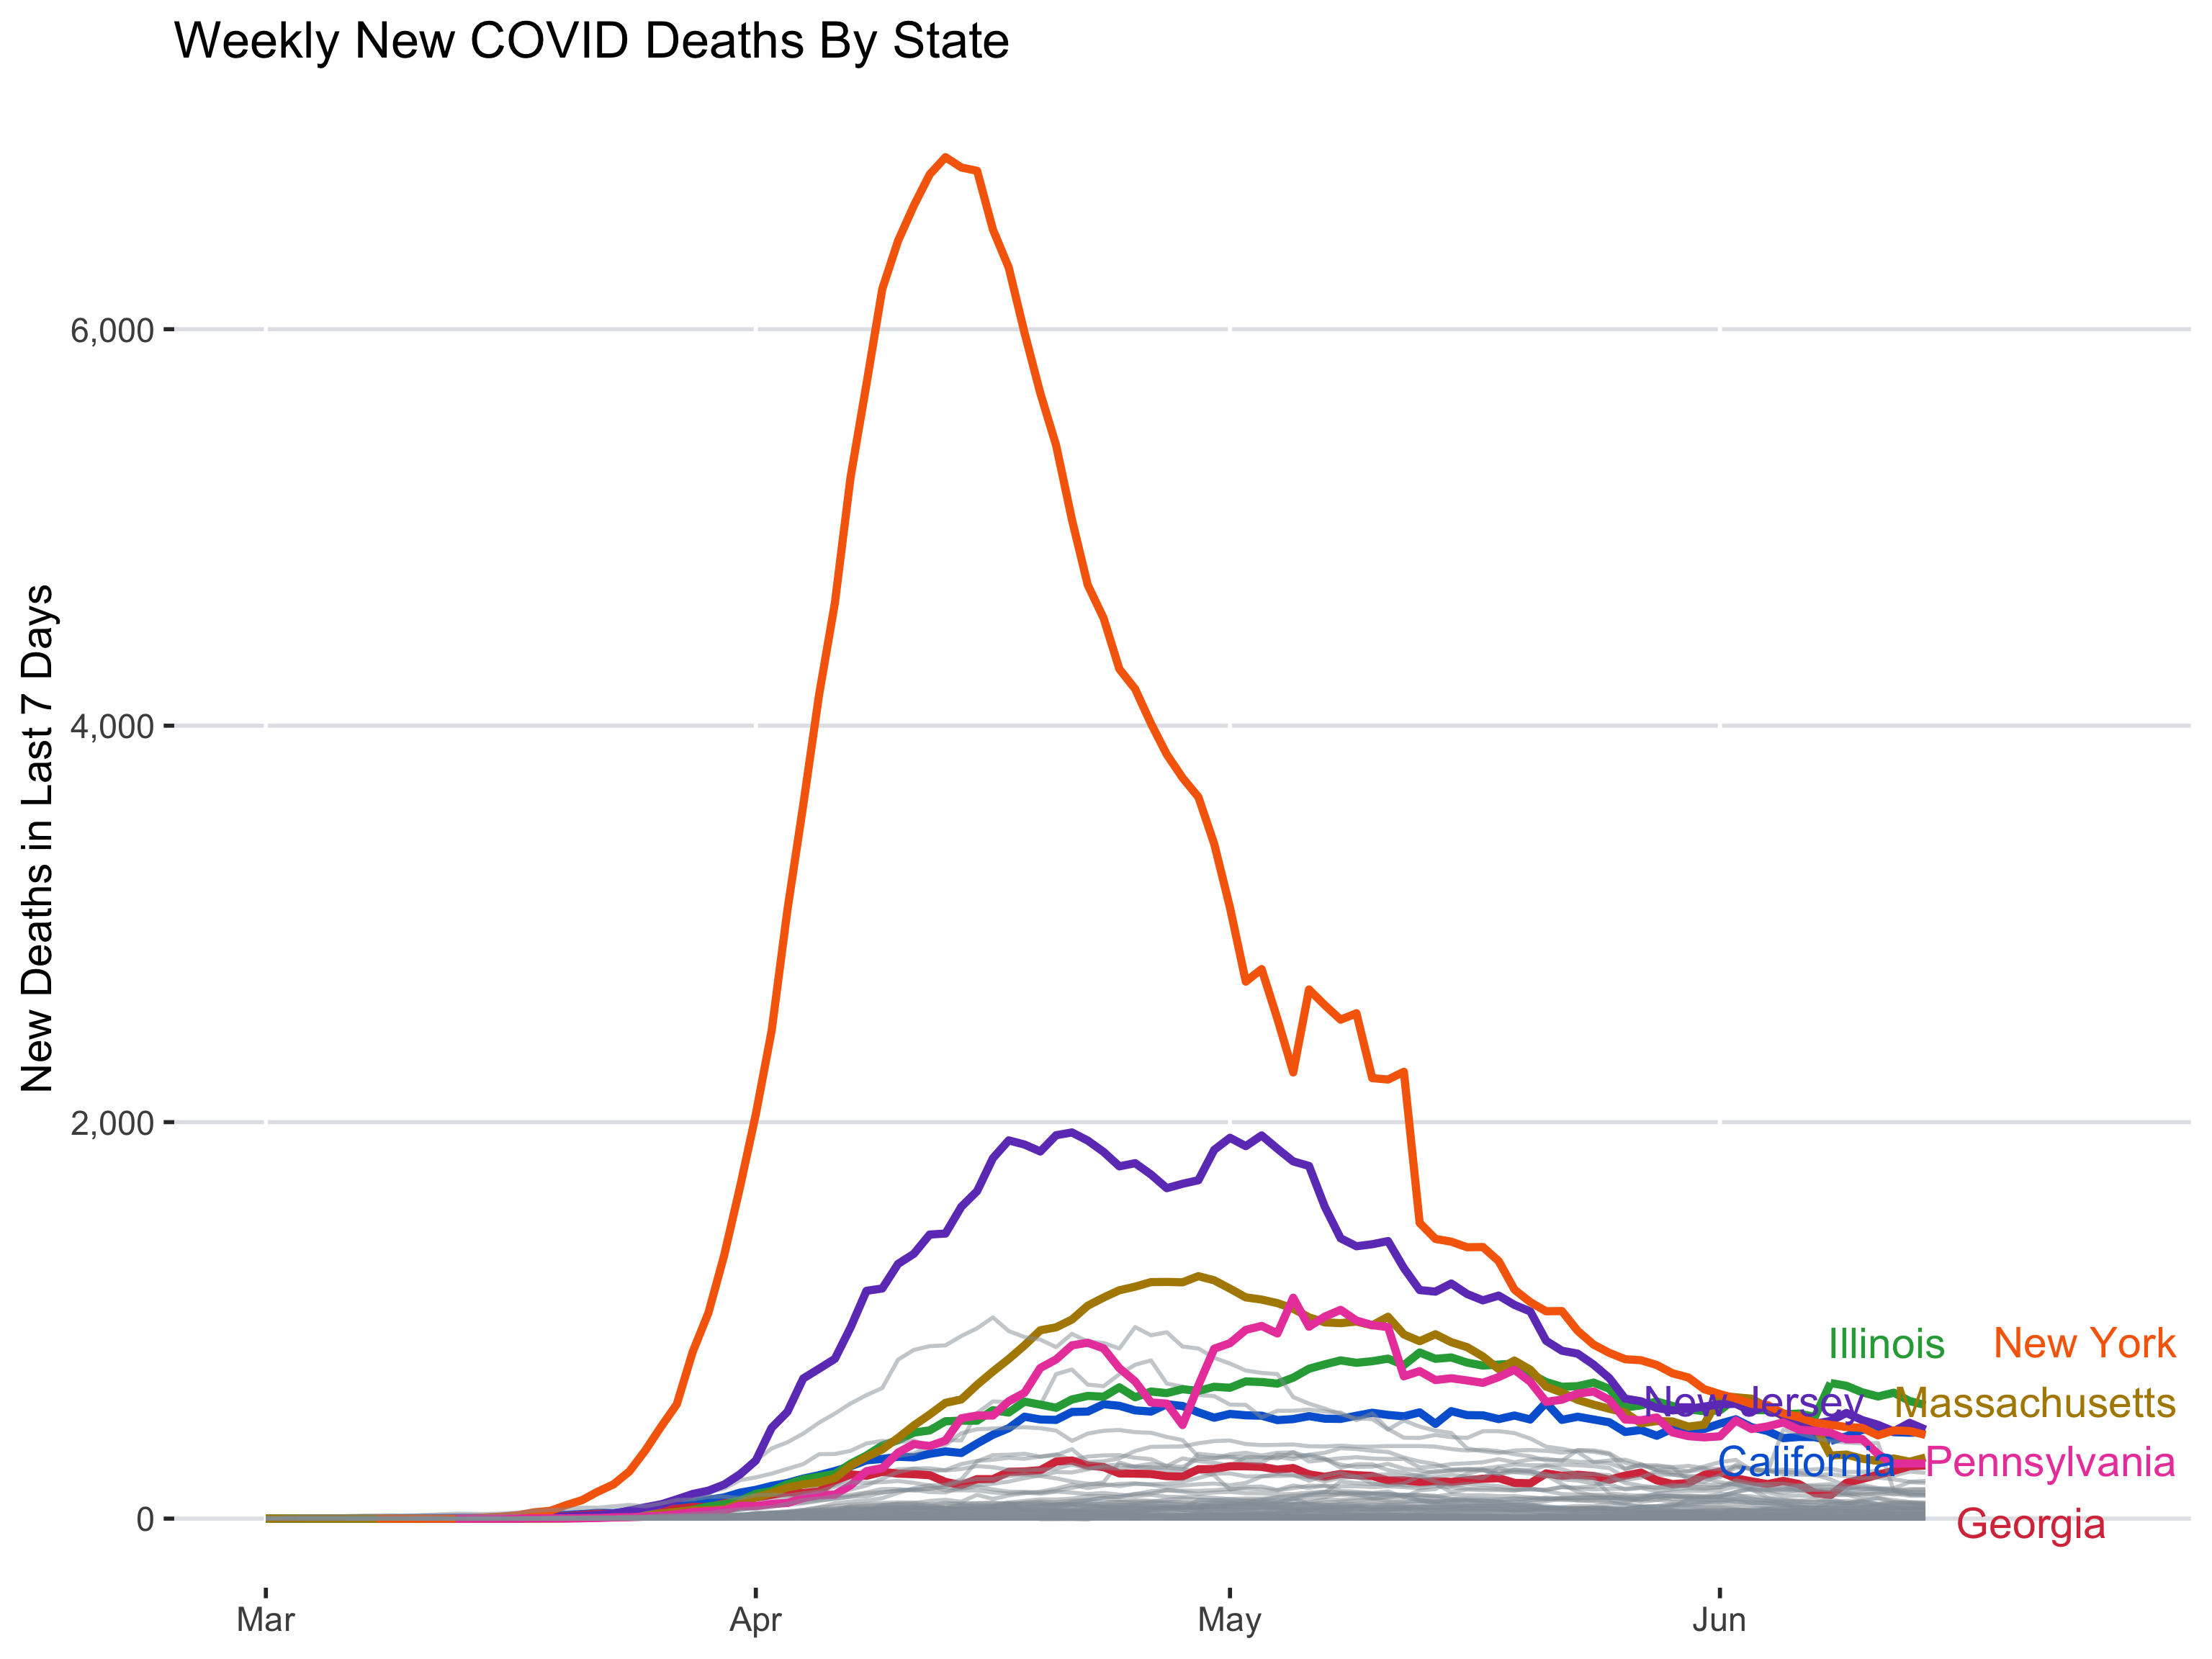 Weekly New COVID Deaths By State
New Deaths in Last 7 Days
6,000
4,000
2,000
0
Illinois
New York
New Jersey
Massachusetts
California
Pennsylvania
Georgia
Mar
Apr
May
Jun